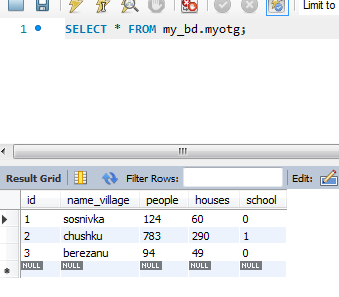 Limit to
1 SELECT * FROM my_bd.myotg;
Result Grid Filter Rows: Edit:
id name_village people houses school
1 sosnivka 124 60 0
2 chushku 783 290 1
3 berezanu 94 49 0
NULL NULL NULL NULL NULL